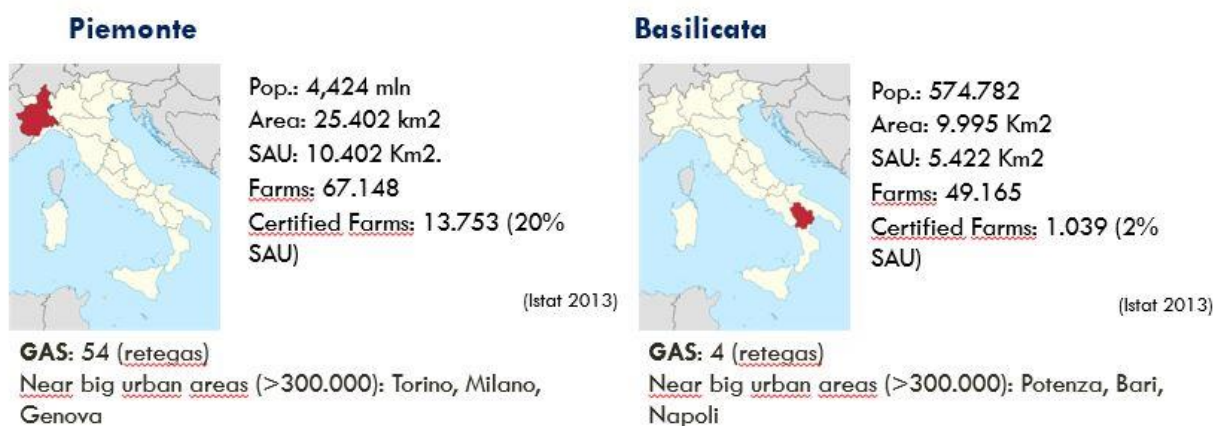 Piemonte
Pop.: 4,424 mln
Area: 25.402 km2
SAU: 10.402 Km2.
Farms: 67.148
Certified Farms: 13.753 (20%
SAU)
(Istat 2013)
GAS: 54 (retegas)
Near big urban areas (>300.000): Torino, Milano,
Genova
Basilicata
Pop.: 574.782
Area: 9.995 Km2
SAU: 5.422 Km2
Farms: 49.165
Certified Farms: 1.039 (2%
SAU)
(Istat 2013)
GAS: 4 (retegas)
Near big urban areas (>300.000): Potenza, Bari,
Napoli